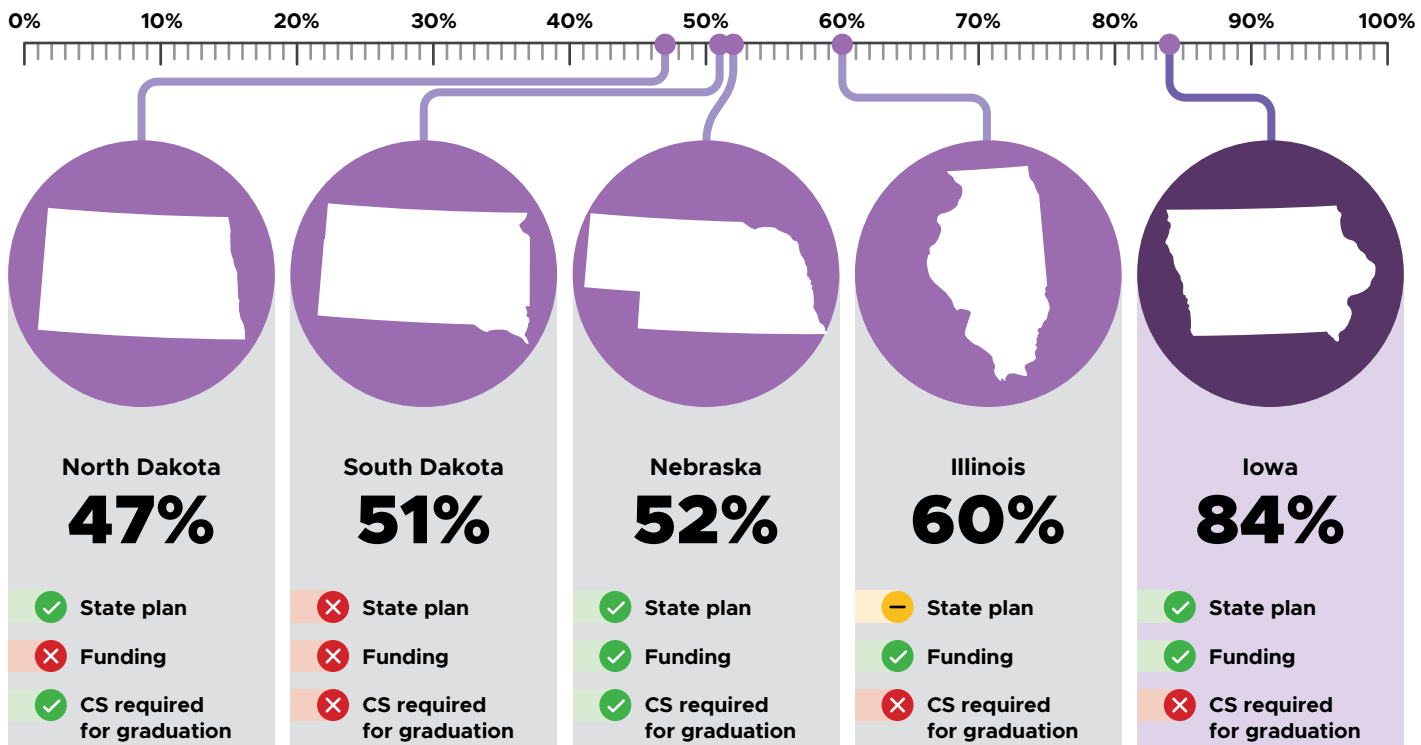 0% 10% 20% 30% 40% 50% 60% 70% 80% 90% 100%
North Dakota
47%
State plan
Funding
CS required
for graduation
South Dakota
51%
State plan
Funding
CS required
for graduation
Nebraska
52%
State plan
Funding
CS required
for graduation
Illinois
60%
State plan
Funding
CS required
for graduation
Iowa
84%
State plan
Funding
CS required
for graduation